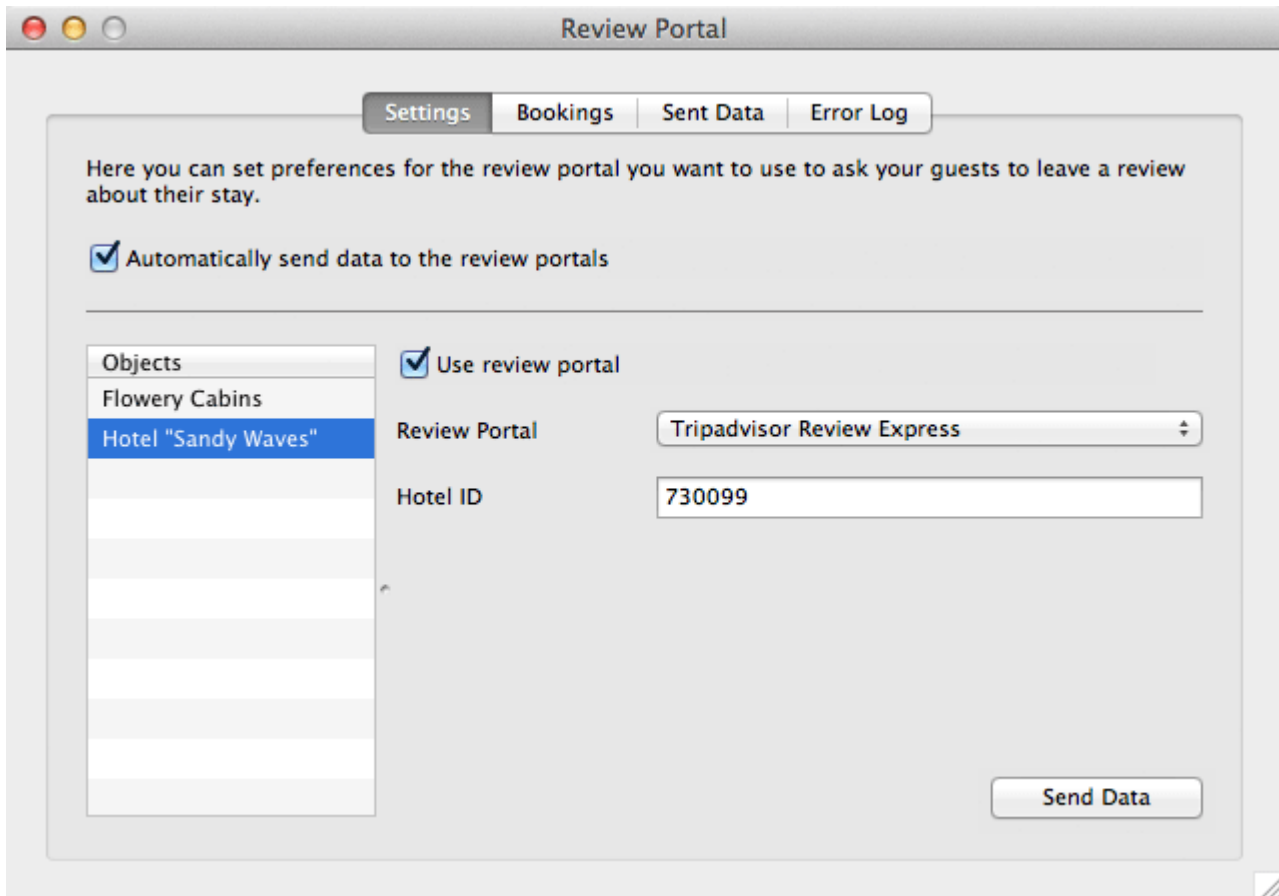 Review Portal
Settings Bookings Sent Data Error Log
Here you can set preferences for the review portal you want to use to ask your guests to leave a review
about their stay.
Automatically send data to the review portals
Objects
Flowery Cabins
Hotel "Sandy Waves"
Use review portal
Review Portal Tripadvisor Review Express
Hotel ID 730099
Send Data